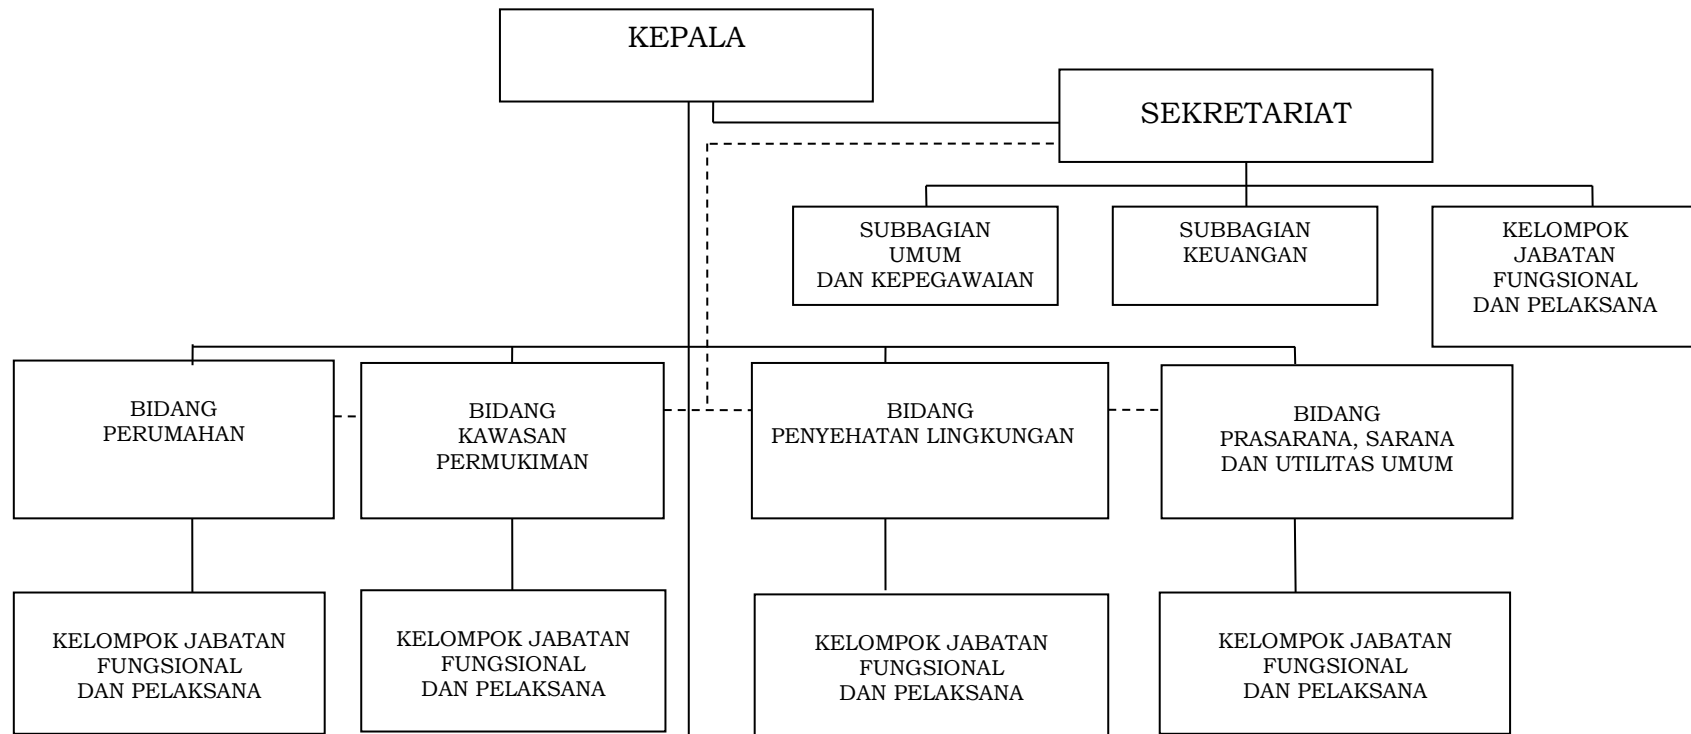 KEPALA
SEKRETARIAT
SUBBAGIAN
UMUM
DAN KEPEGAWAIAN
SUBBAGIAN
KEUANGAN
KELOMPOK
JABATAN
FUNGSIONAL
DAN PELAKSANA
BIDANG
PERUMAHAN
BIDANG
KAWASAN
PERMUKIMAN
BIDANG
PENYEHATAN LINGKUNGAN
BIDANG
PRASARANA, SARANA
DAN UTILITAS UMUM
KELOMPOK JABATAN
FUNGSIONAL
DAN PELAKSANA
KELOMPOK JABATAN
FUNGSIONAL
DAN PELAKSANA
KELOMPOK JABATAN
FUNGSIONAL
DAN PELAKSANA
KELOMPOK JABATAN
FUNGSIONAL
DAN PELAKSANA